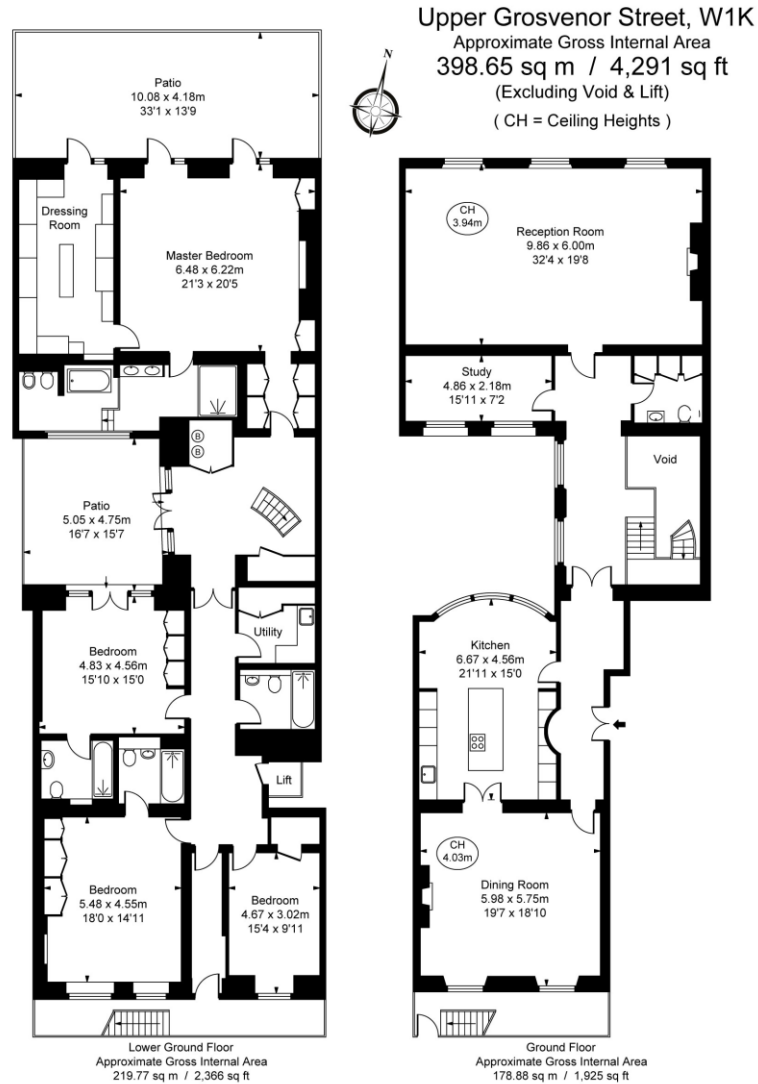 Upper Grosvenor Street, W1K
Approximate Gross Internal Area
398.65 sq m / 4,291 sq ft
(Excluding Void & Lift)
( CH = Ceiling Heights )
N
Patio
10.08 x 4.18m
33'1 x 13'9
Dressing
Room
Master Bedroom
6.48 x 6.22m
21'3 x 20'5
B
B
Patio
5.05 x 4.75m
16'7 x 15'7
Utility
Bedroom
4.83 x 4.56m
15'10 x 15'0
Lift
Bedroom
5.48 x 4.55m
18'0 x 14'11
Bedroom
4.67 x 3.02m
15'4 x 9'11
Lower Ground Floor
Approximate Gross Internal Area
219.77 sq m / 2,366 sq ft
CH
3.94m
Reception Room
9.86 x 6.00m
32'4 x 19'8
Study
4.86 x 2.18m
15'11 x 7'2
Void
Kitchen
6.67 x 4.56m
21'11 x 15'0
CH
4.03m
Dining Room
5.98 x 5.75m
19'7 x 18'10
Ground Floor
Approximate Gross Internal Area
178.88 sq m / 1,925 sq ft